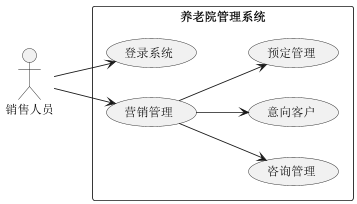 养老院管理系统
登录系统
预定管理
销售人员
营销管理
意向客户
咨询管理